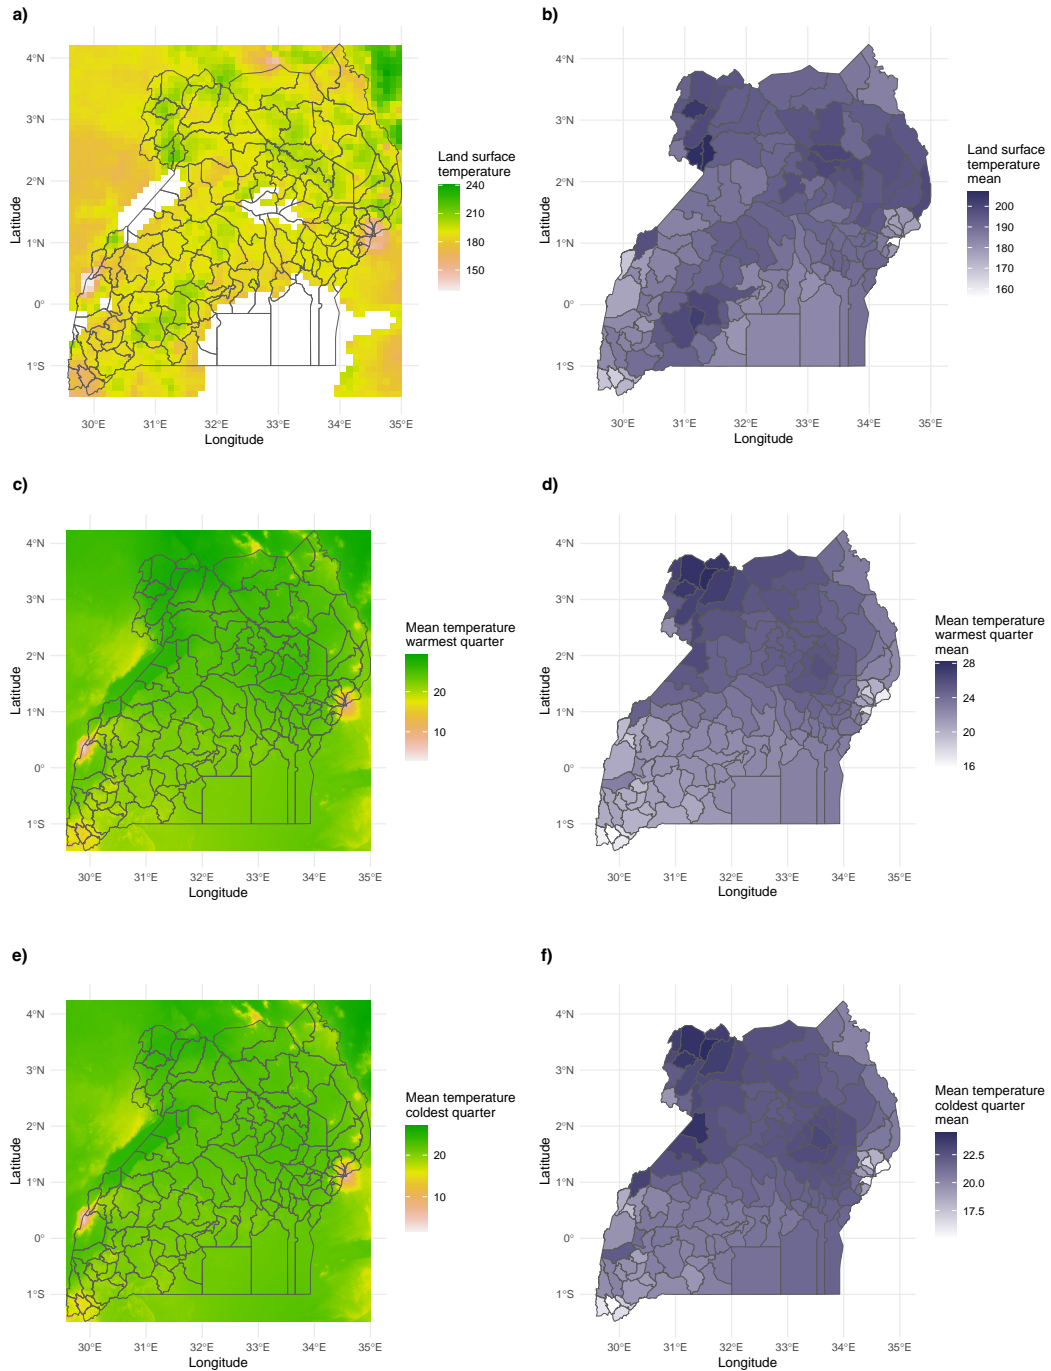 a)
4°N
3°N
2°N
1°N
0°
1°S
30°E 31°E 32°E 33°E 34°E 35°E
Longitude
Latitude
Land surface
temperature
240
210
180
150
b)
4°N
3°N
2°N
1°N
0°
1°S
30°E 31°E 32°E 33°E 34°E 35°E
Longitude
Latitude
Land surface
temperature
mean
200
190
180
170
160
c)
4°N
3°N
2°N
1°N
0°
1°S
30°E 31°E 32°E 33°E 34°E 35°E
Longitude
Latitude
Mean temperature
warmest quarter
20
10
d)
4°N
3°N
2°N
1°N
0°
1°S
30°E 31°E 32°E 33°E 34°E 35°E
Longitude
Latitude
Mean temperature
warmest quarter
mean
28
24
20
16
e)
4°N
3°N
2°N
1°N
0°
1°S
30°E 31°E 32°E 33°E 34°E 35°E
Longitude
Latitude
Mean temperature
coldest quarter
20
10
f)
4°N
3°N
2°N
1°N
0°
1°S
30°E 31°E 32°E 33°E 34°E 35°E
Longitude
Latitude
Mean temperature
coldest quarter
mean
22.5
20.0
17.5